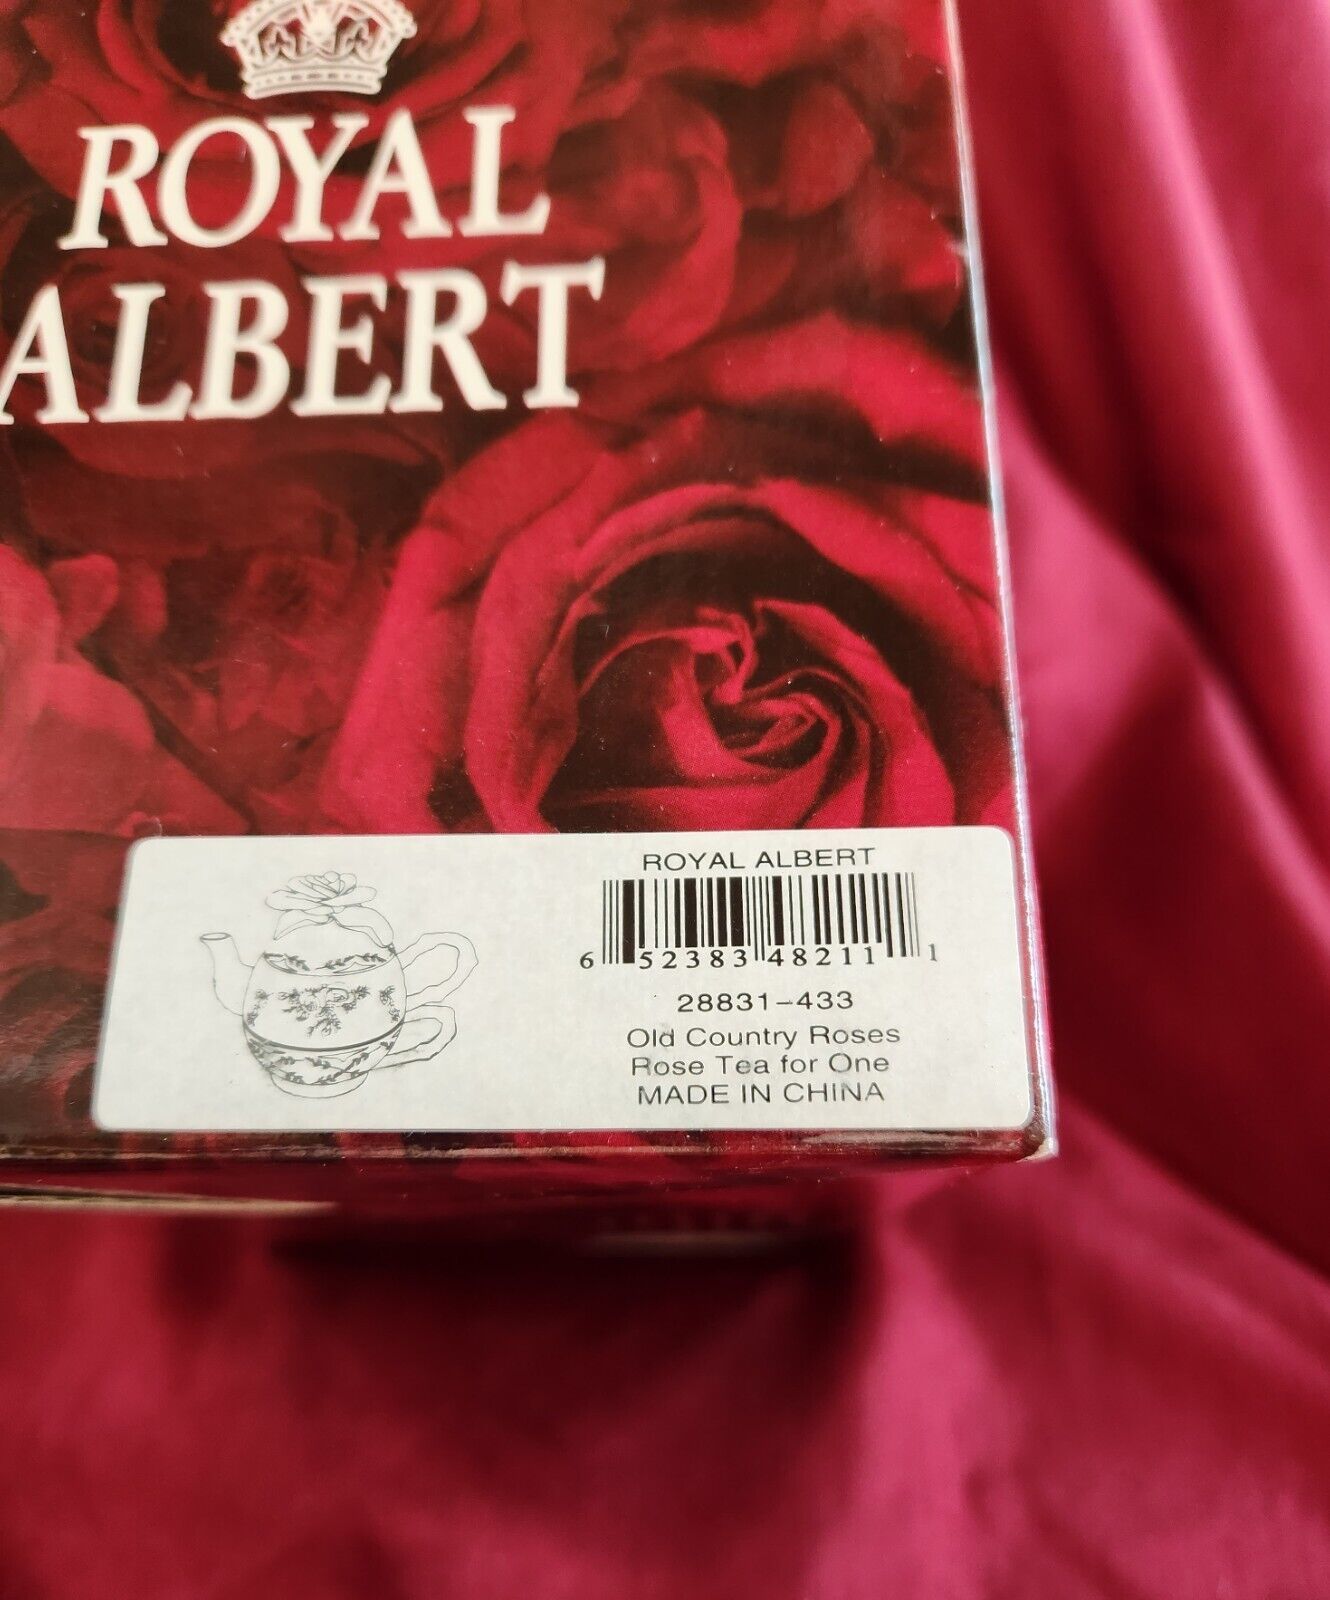 ROYAL
ALBERT
ROYAL ALBERT
6 52383 48211 1
28831-433
Old Country Roses
Rose Tea for One
MADE IN CHINA